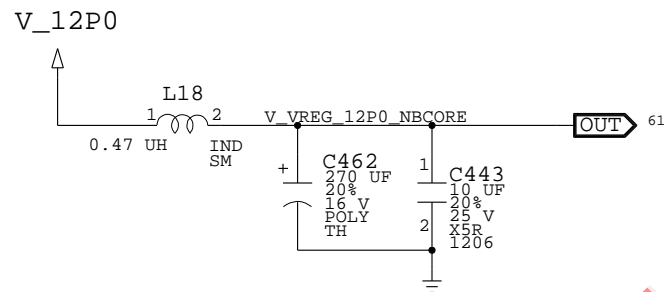 V_12P0
L18
1 2
0.47 UH
IND
SM
V_VREG_12P0_NBCORE
OUT
61
+
C462
270 UF
20%
16 V
POLY
TH
1
2
C443
10 UF
20%
25 V
X5R
1206